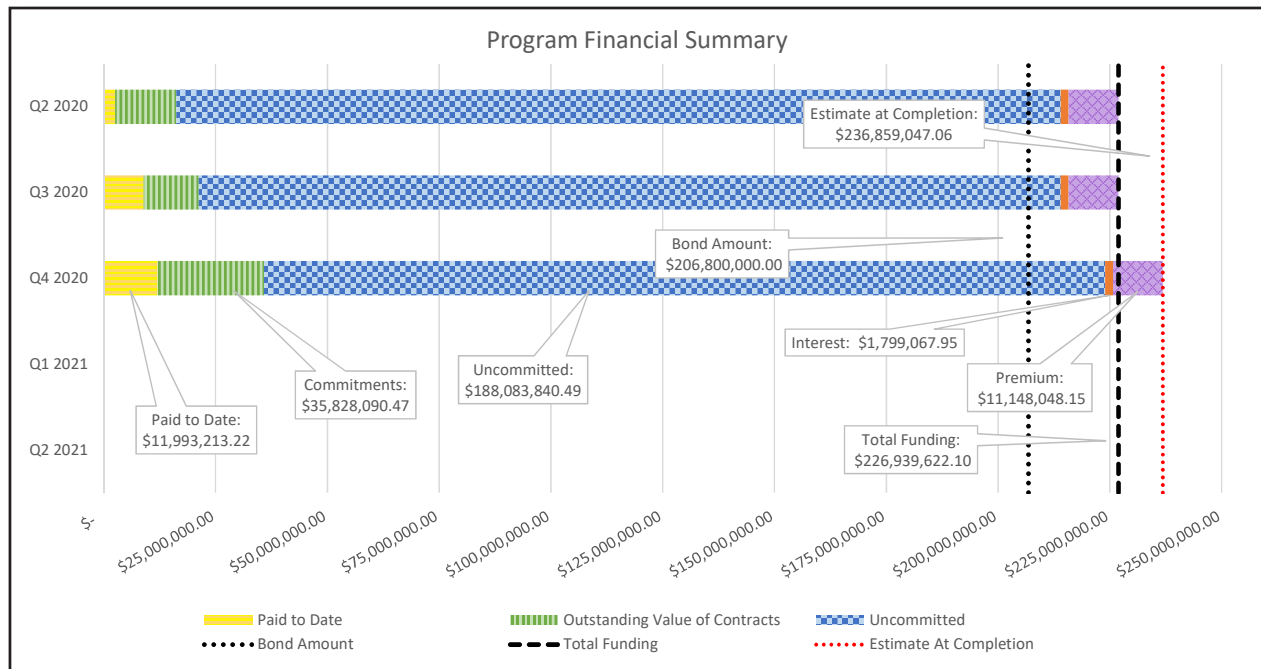 Program Financial Summary
Q2 2020
Estimate at Completion:
$236,859,047.06
Q3 2020
Bond Amount:
$206,800,000.00
Q4 2020
Interest: $1,799,067.95
Q1 2021
Uncommitted:
$188,083,840.49
Commitments:
$35,828,090.47
Premium:
$11,148,048.15
Paid to Date:
$11,993,213.22
Total Funding:
$226,939,622.10
Q2 2021
$-
$25,000,000.00
$50,000,000.00
$75,000,000.00
$100,000,000.00
$125,000,000.00
$150,000,000.00
$175,000,000.00
$200,000,000.00
$225,000,000.00
$250,000,000.00
Paid to Date
Outstanding Value of Contracts
Uncommitted
Bond Amount
Total Funding
Estimate At Completion